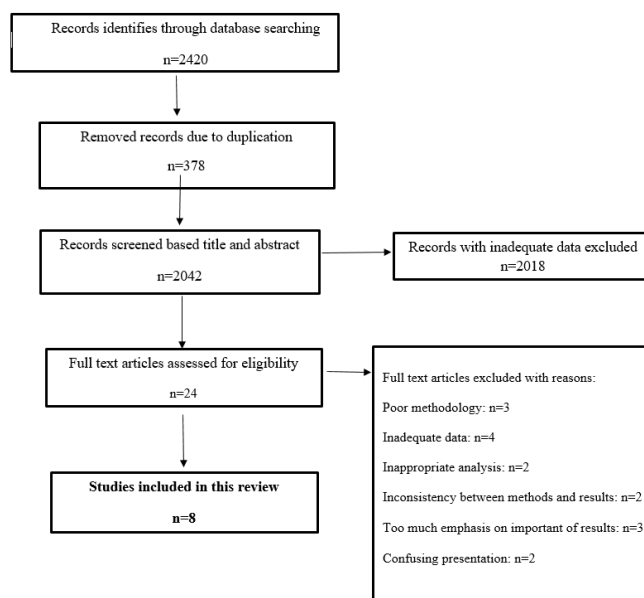 Records identifies through database searching
n=2420
Removed records due to duplication
n=378
Records screened based title and abstract
n=2042
Records with inadequate data excluded
n=2018
Full text articles assessed for eligibility
n=24
Full text articles excluded with reasons:
Poor methodology: n=3
Inadequate data: n=4
Inappropriate analysis: n=2
Inconsistency between methods and results: n=2
Too much emphasis on important of results: n=3
Confusing presentation: n=2
Studies included in this review
n=8